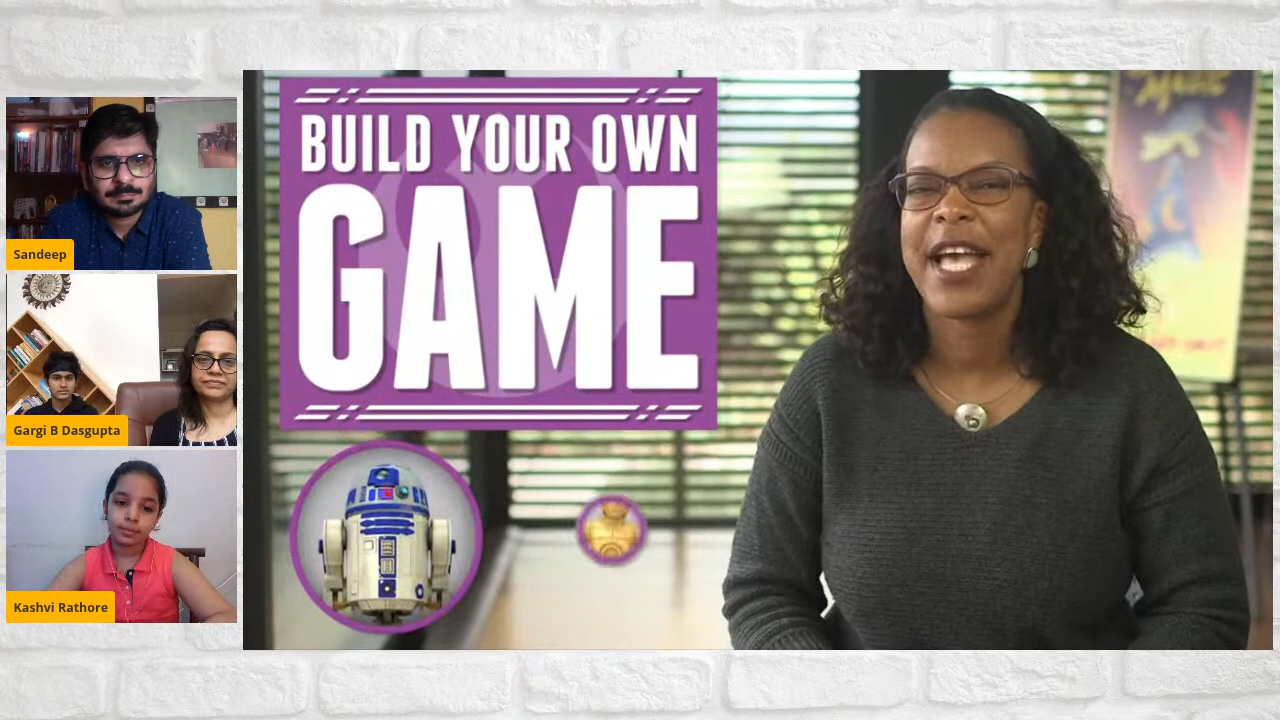 BUILD YOUR OWN
GAME
Sandeep
Gargi B Dasgupta
Kashvi Rathore